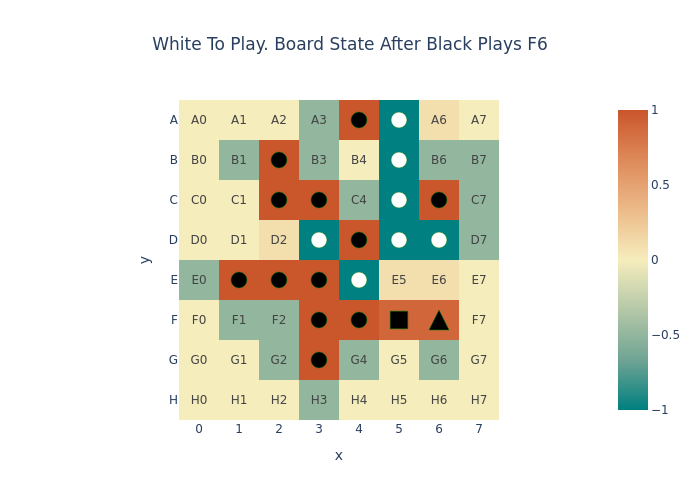 White To Play. Board State After Black Plays F6
A A0 A1 A2 A3 A6 A7
B B0 B1 B3 B4 B6 B7
C C0 C1 C4 C7
D D0 D1 D2 D7
E E0 E5 E6 E7
F F0 F1 F2 F7
G G0 G1 G2 G4 G5 G6 G7
H H0 H1 H2 H3 H4 H5 H6 H7
0 1 2 3 4 5 6 7
x
y
1
0.5
0
−0.5
−1